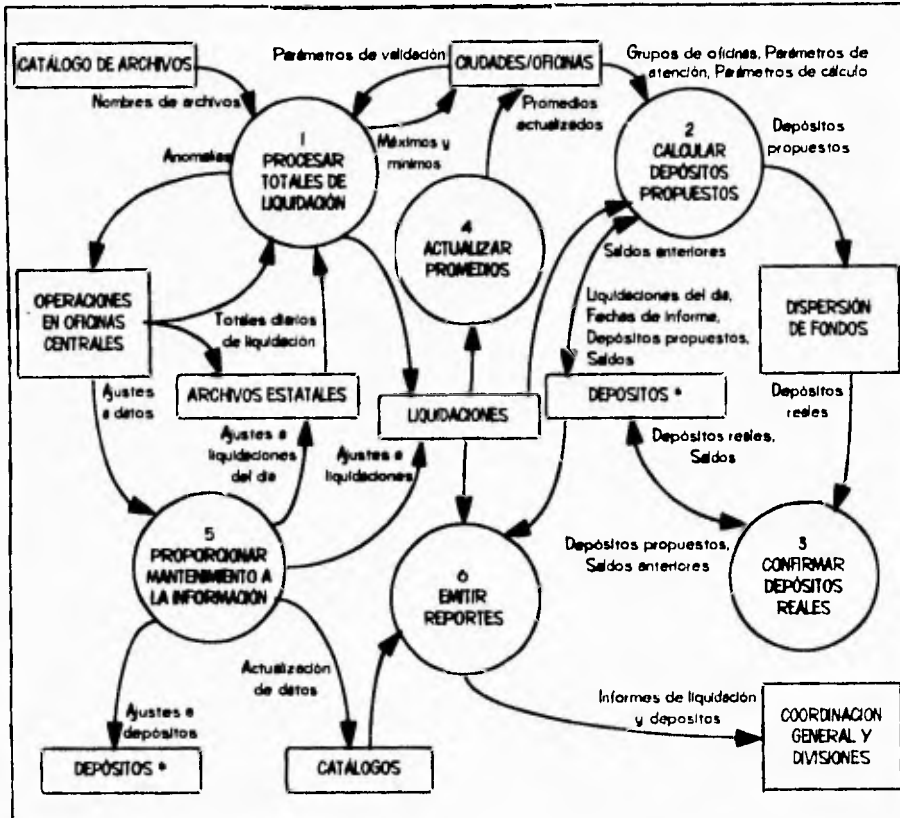 CATÁLOGO DE ARCHIVOS
Parámetros de validación
CIUDADES/OFICINAS
Grupos de oficinas, Parámetros de
atención, Parámetros de cálculo
Nombres de archivos
Promedios
actualizados
Máximos y
mínimos
Anomalías
1
PROCESAR
TOTALES DE
LIQUIDACIÓN
2
CALCULAR
DEPÓSITOS
PROPUESTOS
Depósitos
propuestos
4
ACTUALIZAR
PROMEDIOS
Saldos anteriores
OPERACIONES
EN OFICINAS
CENTRALES
Totales diarios
de liquidación
Liquidaciones del día,
Fechas de informe,
Depósitos propuestos,
Saldos
DISPERSIÓN
DE FONDOS
Ajustes
a datos
ARCHIVOS ESTATALES
LIQUIDACIONES
DEPÓSITOS *
Depósitos
reales
Ajustes a
liquidaciones
del día
Ajustes a
liquidaciones
Depósitos reales,
Saldos
5
PROPORCIONAR
MANTENIMIENTO A
LA INFORMACIÓN
6
EMITIR
REPORTES
Depósitos propuestos,
Saldos anteriores
3
CONFIRMAR
DEPÓSITOS
REALES
Actualización
de datos
Ajustes a
depósitos
Informes de liquidación
y depositos
COORDINACION
GENERAL Y
DIVISIONES
DEPÓSITOS *
CATÁLOGOS